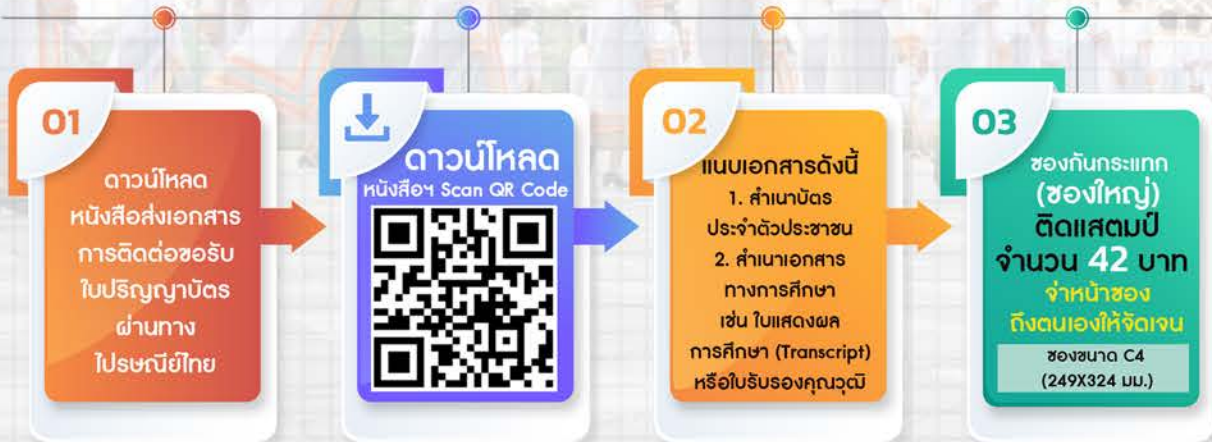 01
ดาวน์โหลด
หนังสือส่งเอกสาร
การติดต่อขอรับ
ใบปริญญาบัตร
ผ่านทาง
ไปรษณีย์ไทย
ดาวน์โหลด
หนังสือฯ Scan QR Code
02
แนบเอกสารดังนี้
1. สำเนาบัตร
ประจำตัวประชาชน
2. สำเนาเอกสาร
ทางการศึกษา
เช่น ใบแสดงผล
การศึกษา (Transcript)
หรือใบรับรองคุณวุฒิ
03
ซองกันกระแทก
(ซองใหญ่)
ติดแสตมป์
จำนวน 42 บาท
จ่าหน้าซอง
ถึงตนเองให้จัดเจน
ซองขนาด C4
(249X324 มม.)